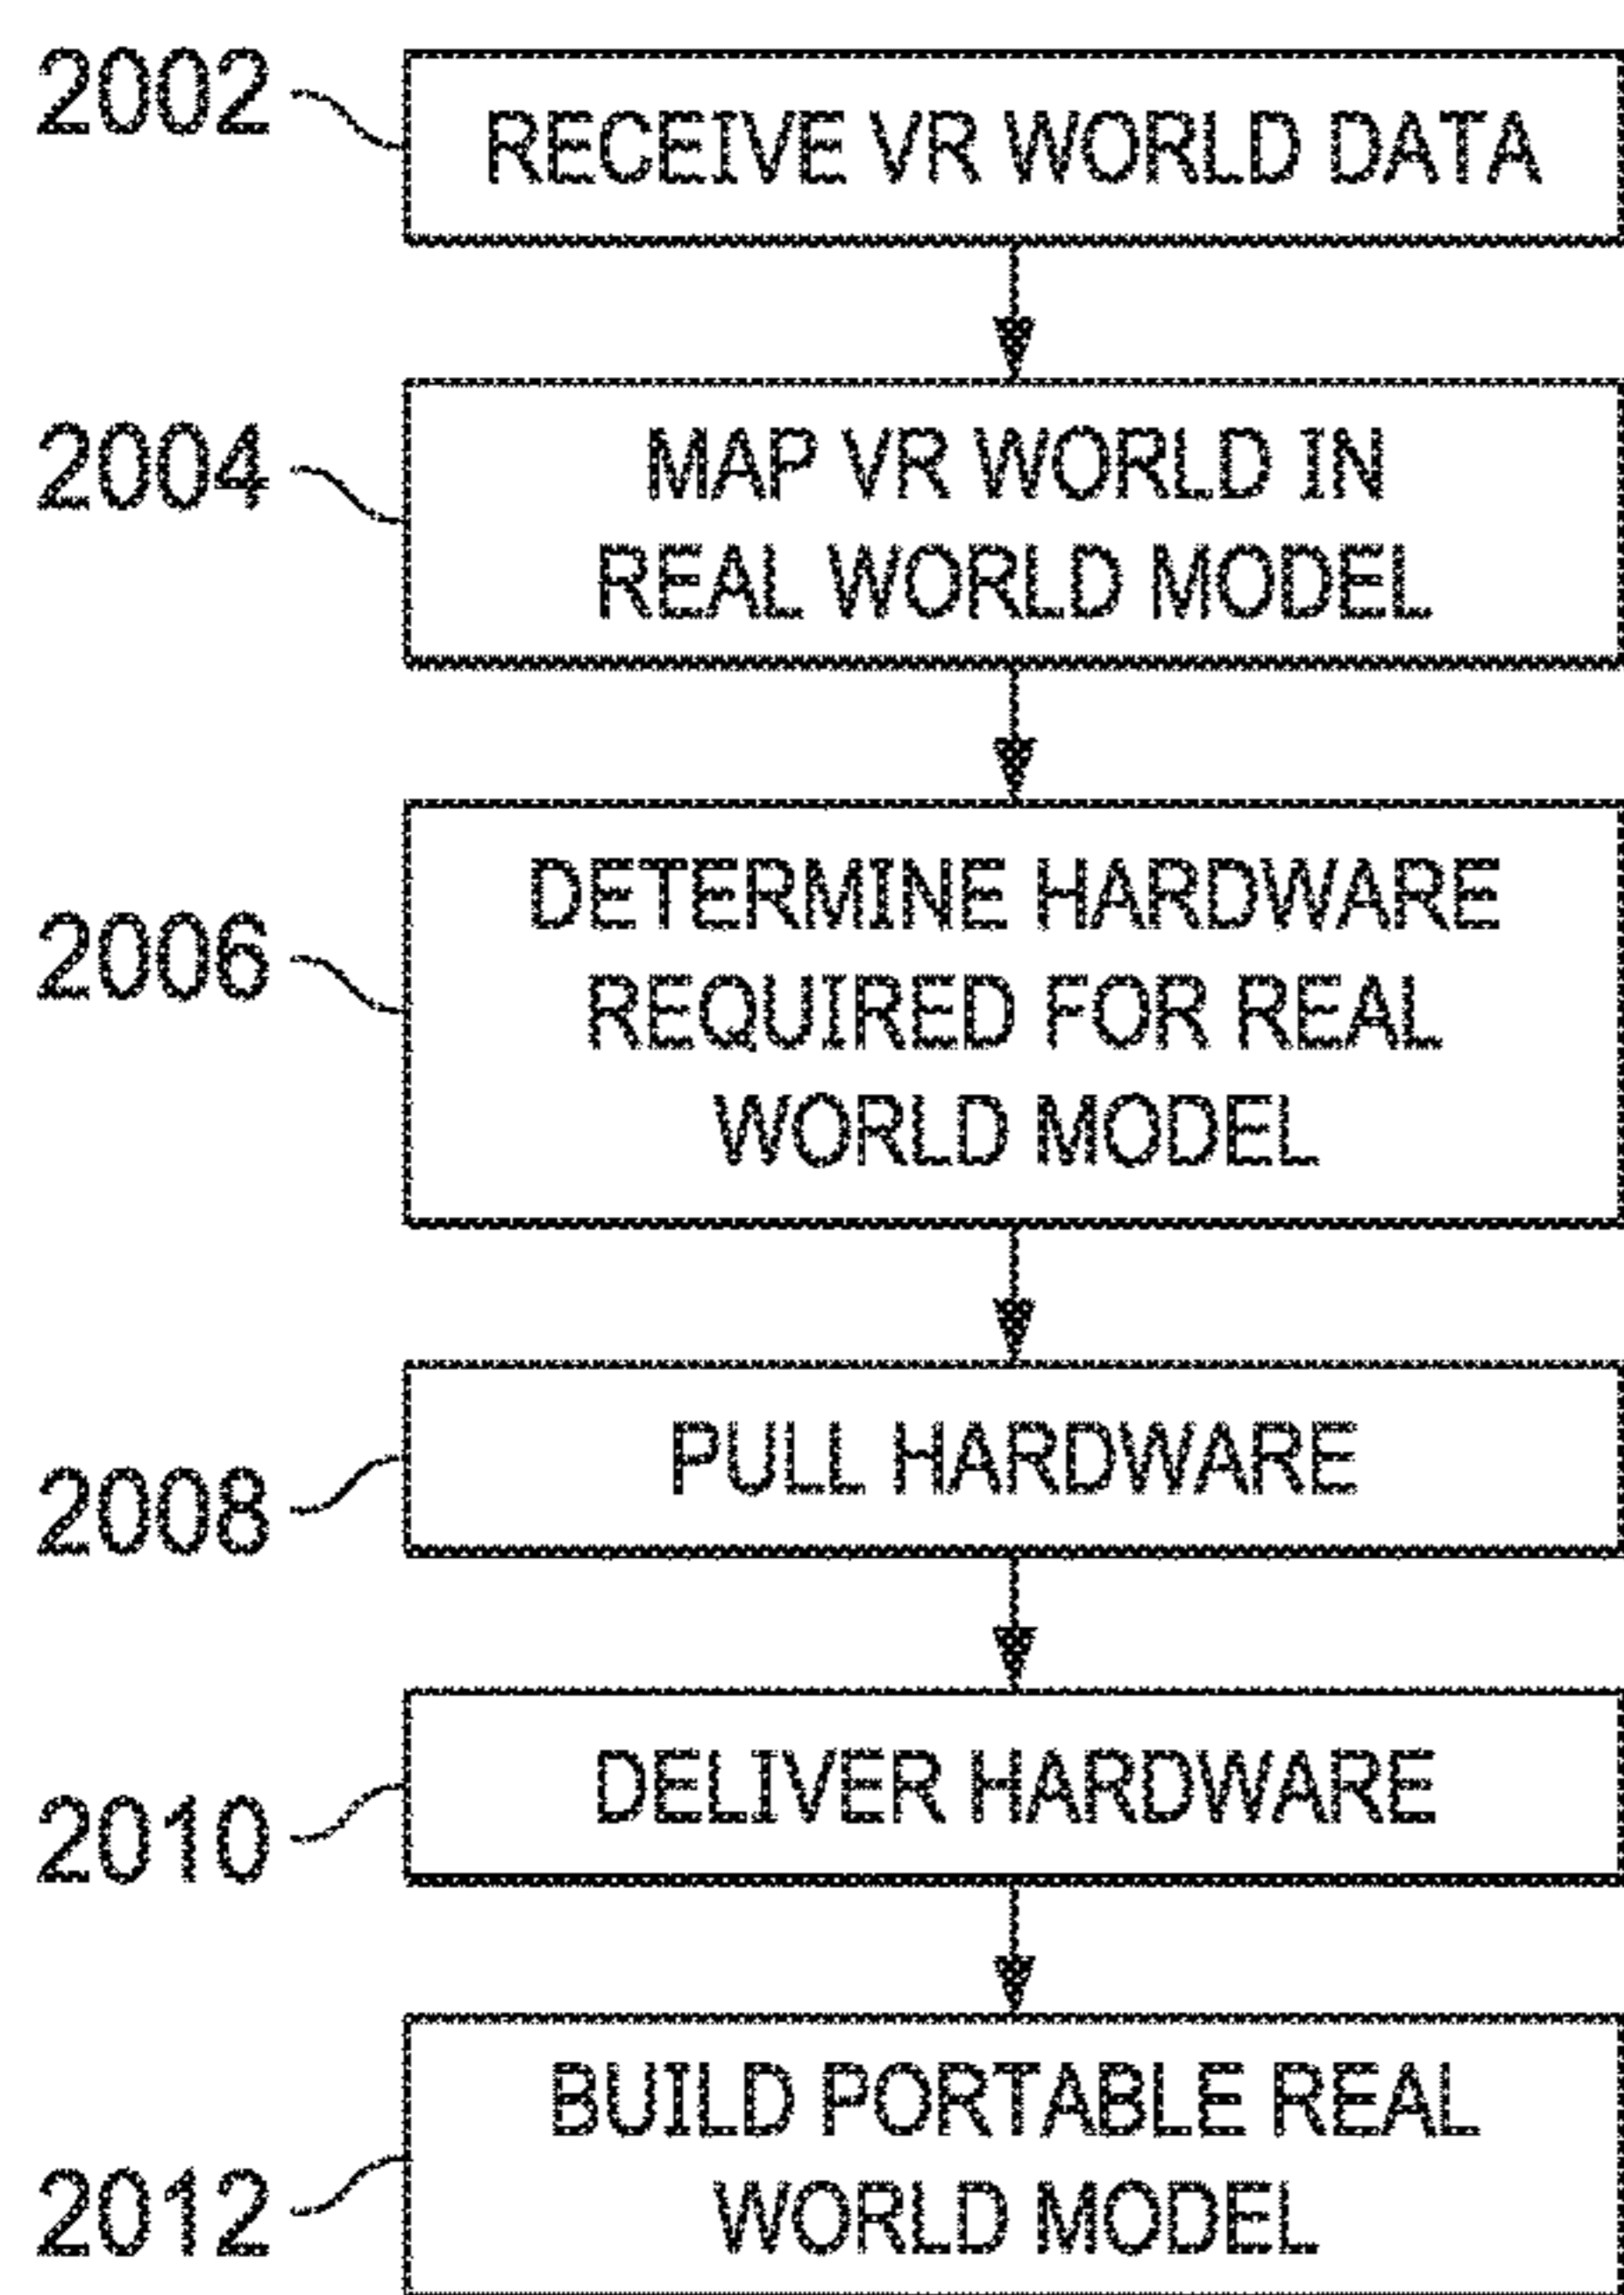 2002
RECEIVE VR WORLD DATA
2004
MAP VR WORLD IN
REAL WORLD MODEL
2006
DETERMINE HARDWARE
REQUIRED FOR REAL
WORLD MODEL
2008
PULL HARDWARE
2010
DELIVER HARDWARE
2012
BUILD PORTABLE REAL
WORLD MODEL